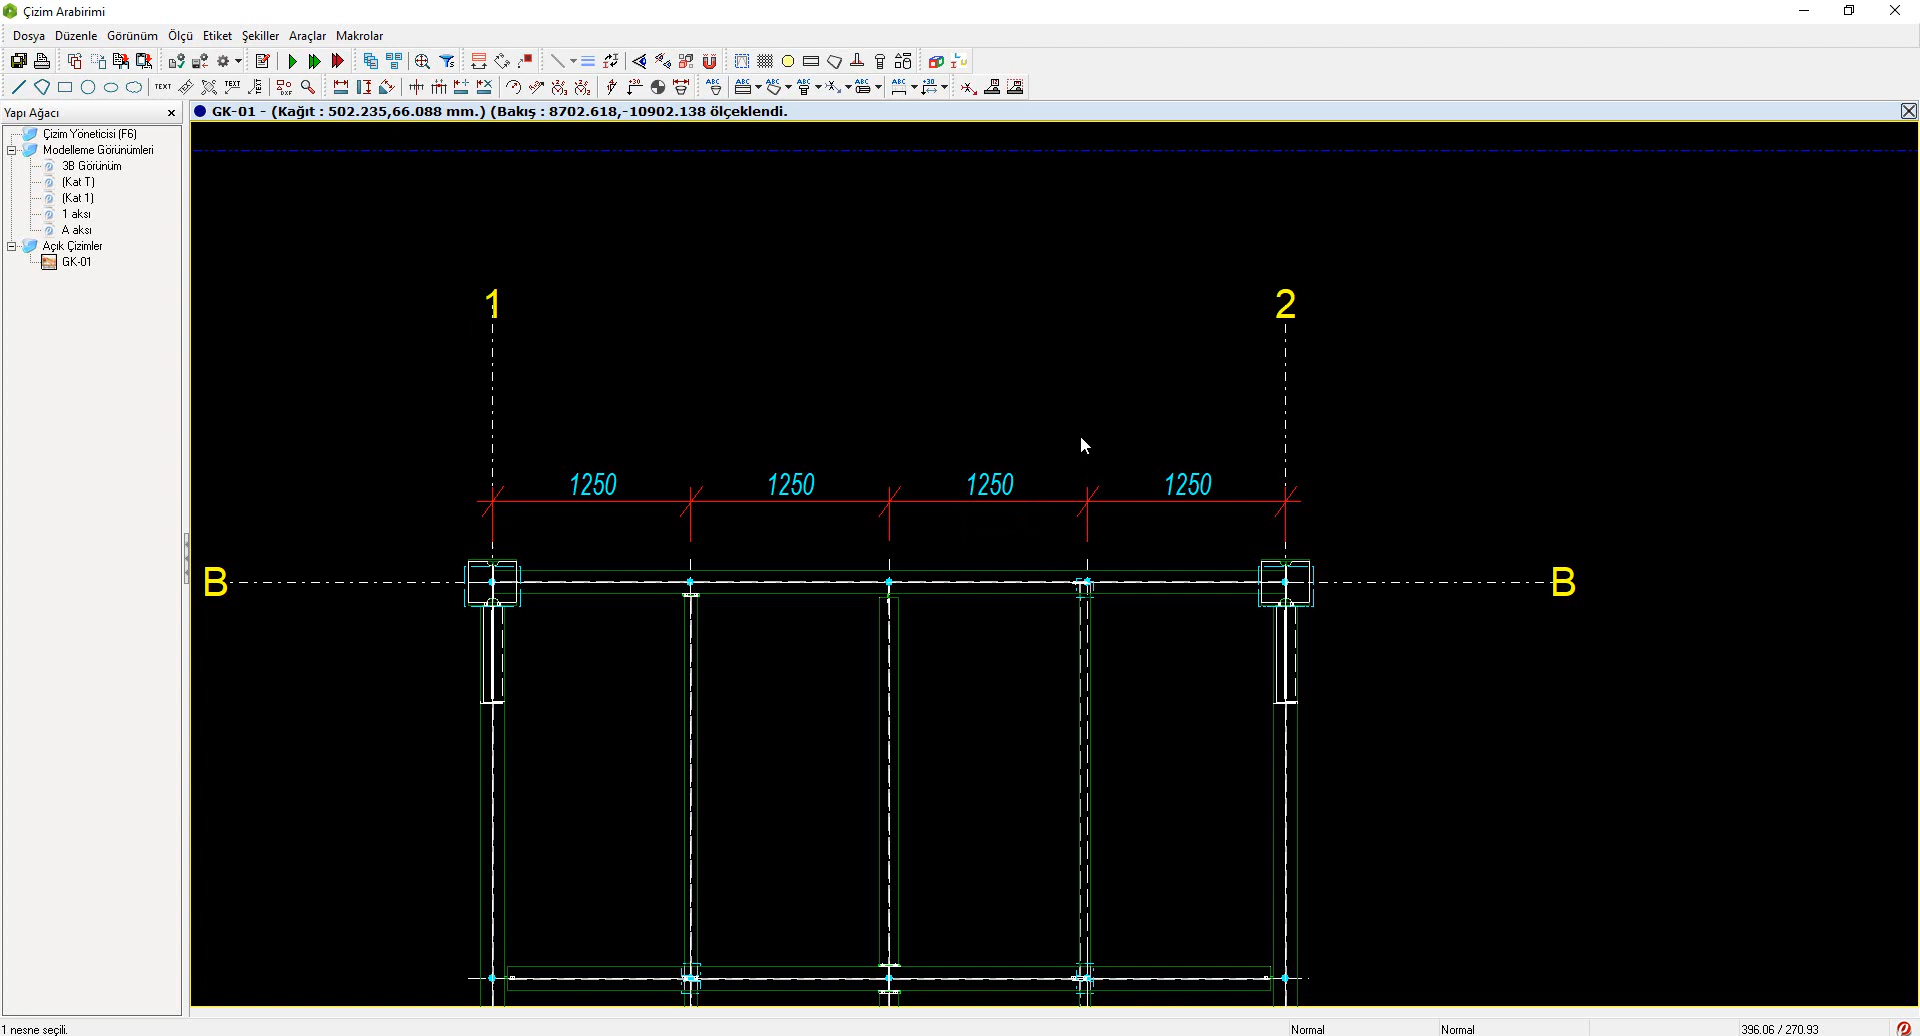 Çizim Arabirimi
Dosya Düzenle Görünüm Ölçü Etiket Şekiller Araçlar Makrolar
Yapı Ağacı
Çizim Yöneticisi (F6)
Modelleme Görünümleri
3B Görünüm
(Kat T)
(Kat 1)
1 aksı
A aksı
Açık Çizimler
GK-01
GK-01 - (Kağıt : 502.235,66.088 mm.) (Bakış : 8702.618,-10902.138 ölçeklendi.
1 2
1250 1250 1250 1250
B B
1 nesne seçili.
Normal Normal 396.06 / 270.93